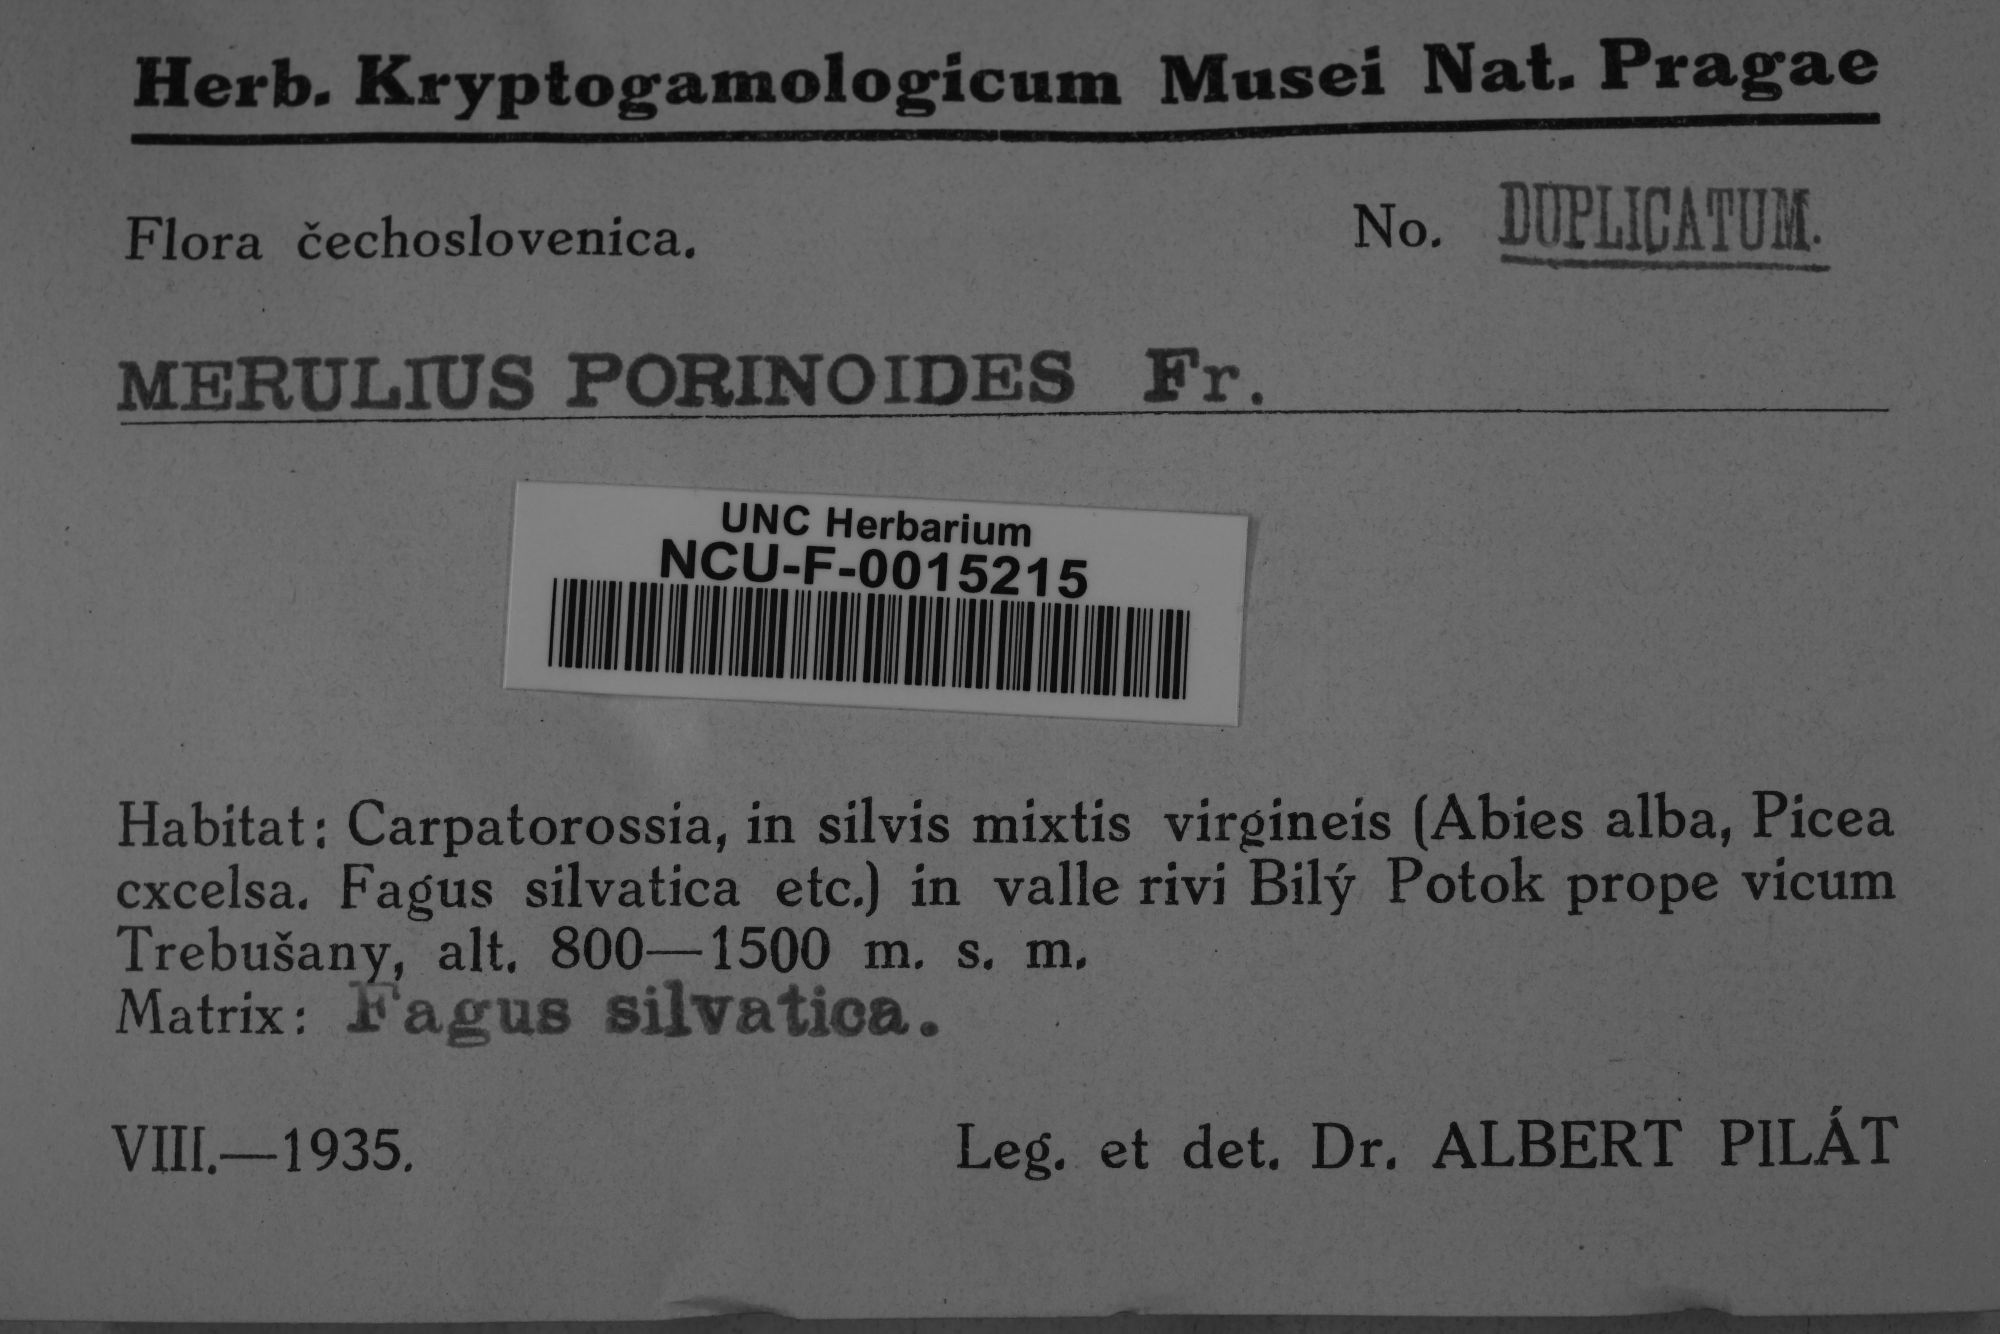 Herb. Kryptogamologicum Musei Nat. Pragae
Flora čechoslovenica.
No. DUPLICATUM.
MERULIUS PORINOIDES Fr.
UNC Herbarium
NCU-F-0015215
Habitat: Carpatorossia, in silvis mixtis virgineis (Abies alba, Picea
cxcelsa. Fagus silvatica etc.) in valle rivi Bilý Potok prope vicum
Trebušany, alt. 800—1500 m. s. m.
Matrix: Fagus silvatica.
VIII.—1935.
Leg. et det. Dr. ALBERT PILÁT